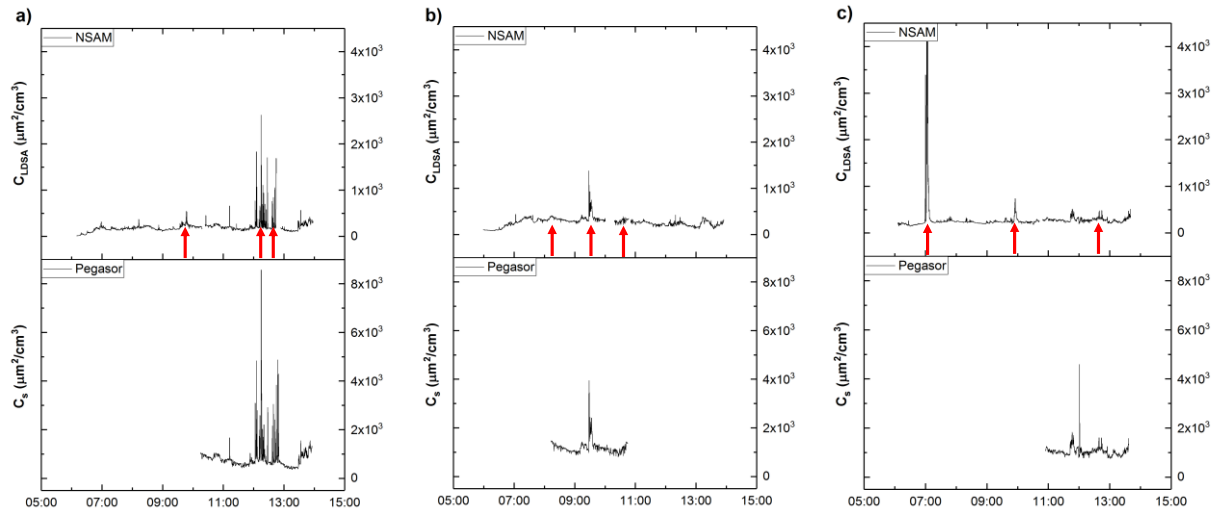 a)
NSAM
4x10³
3x10³
2x10³
1x10³
0
C_LDSA (μm²/cm³)
Pegasor
8x10³
6x10³
4x10³
2x10³
0
C_s (μm²/cm³)
05:00 07:00 09:00 11:00 13:00 15:00
b)
NSAM
4x10³
3x10³
2x10³
1x10³
0
C_LDSA (μm²/cm³)
Pegasor
8x10³
6x10³
4x10³
2x10³
0
C_s (μm²/cm³)
05:00 07:00 09:00 11:00 13:00 15:00
c)
NSAM
4x10³
3x10³
2x10³
1x10³
0
C_LDSA (μm²/cm³)
Pegasor
8x10³
6x10³
4x10³
2x10³
0
C_s (μm²/cm³)
05:00 07:00 09:00 11:00 13:00 15:00